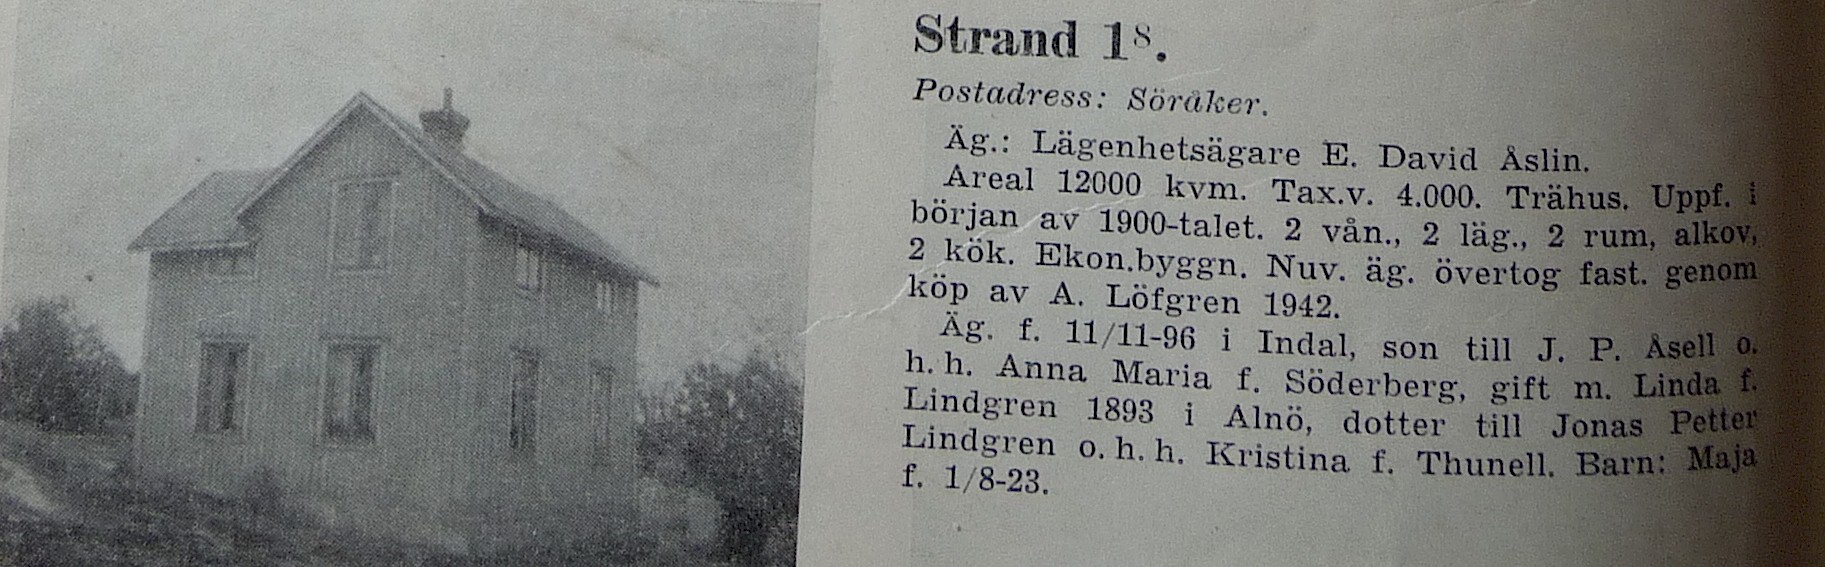 Strand 1⁸.
Postadress: Söråker.
Äg.: Lägenhetsägare E. David Åslin.
Areal 12000 kvm. Tax.v. 4.000. Trähus. Uppf. i
början av 1900-talet. 2 vån., 2 läg., 2 rum, alkov,
2 kök. Ekon.byggn. Nuv. äg. övertog fast. genom
köp av A. Löfgren 1942.
Äg. f. 11/11-96 i Indal, son till J. P. Åsell o.
h. h. Anna Maria f. Söderberg, gift m. Linda f.
Lindgren 1893 i Alnö, dotter till Jonas Petter
Lindgren o. h. h. Kristina f. Thunell. Barn: Maja
f. 1/8-23.